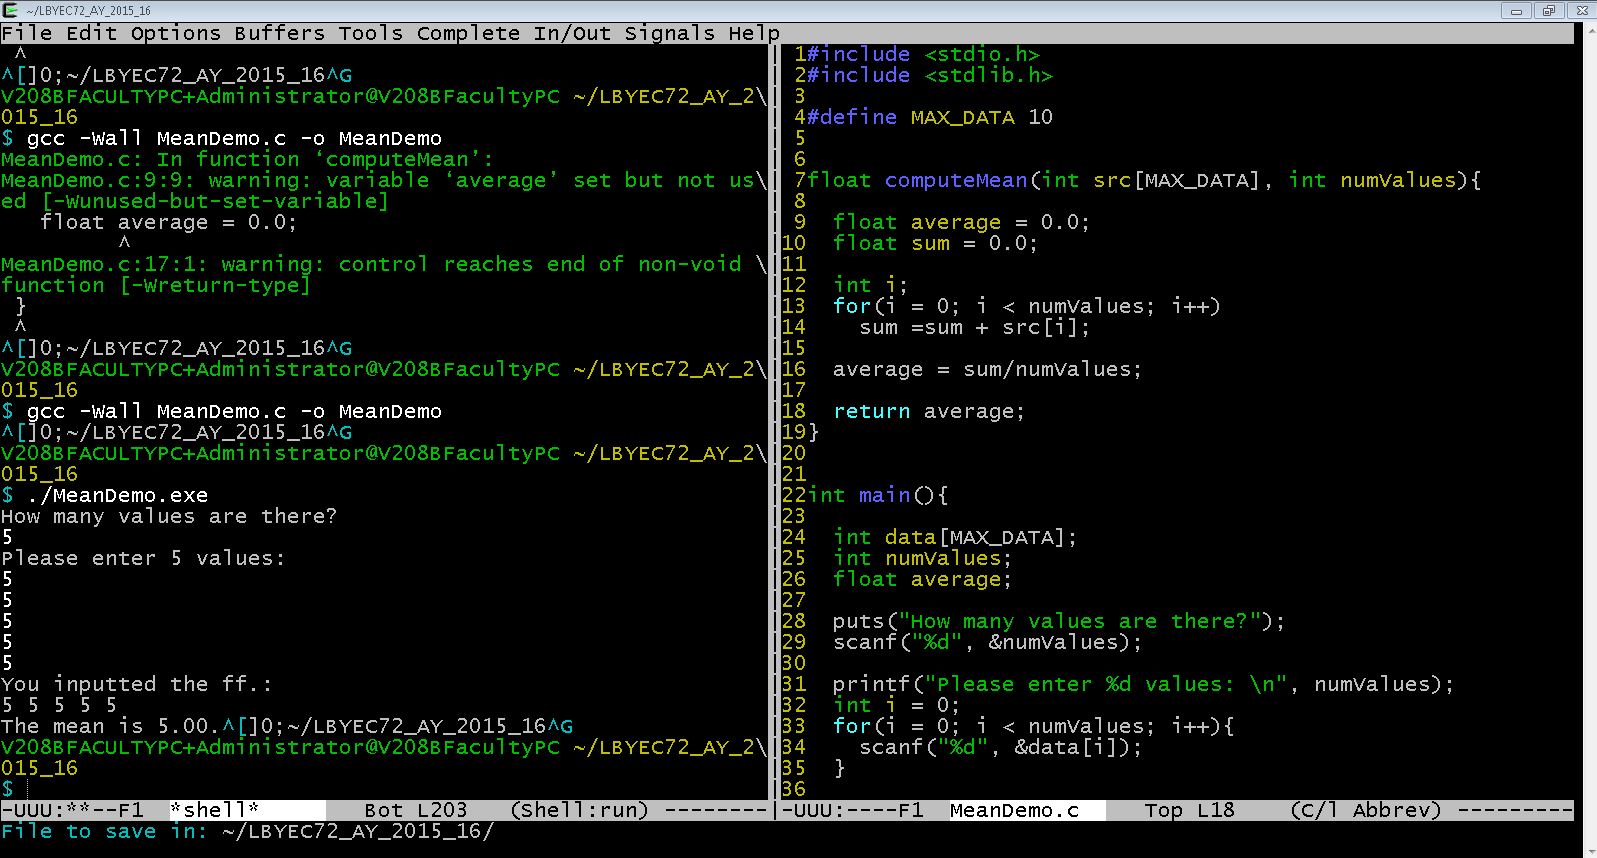 ~/LBYEC72_AY_2015_16
File Edit Options Buffers Tools Complete In/Out Signals Help
^
^[]0;~/LBYEC72_AY_2015_16^G
V208BFACULTYPC+Administrator@V208BFacultyPC ~/LBYEC72_AY_2\
015_16
$ gcc -Wall MeanDemo.c -o MeanDemo
MeanDemo.c: In function ‘computeMean’:
MeanDemo.c:9:9: warning: variable ‘average’ set but not us\
ed [-Wunused-but-set-variable]
   float average = 0.0;
         ^
MeanDemo.c:17:1: warning: control reaches end of non-void \
function [-Wreturn-type]
 }
 ^
^[]0;~/LBYEC72_AY_2015_16^G
V208BFACULTYPC+Administrator@V208BFacultyPC ~/LBYEC72_AY_2\
015_16
$ gcc -Wall MeanDemo.c -o MeanDemo
^[]0;~/LBYEC72_AY_2015_16^G
V208BFACULTYPC+Administrator@V208BFacultyPC ~/LBYEC72_AY_2\
015_16
$ ./MeanDemo.exe
How many values are there?
5
Please enter 5 values:
5
5
5
5
5
You inputted the ff.:
5 5 5 5 5
The mean is 5.00.^[]0;~/LBYEC72_AY_2015_16^G
V208BFACULTYPC+Administrator@V208BFacultyPC ~/LBYEC72_AY_2\
015_16
$
-UUU:**--F1  *shell*        Bot L203   (Shell:run) --------
1#include <stdio.h>
2#include <stdlib.h>
3
4#define MAX_DATA 10
5
6
7float computeMean(int src[MAX_DATA], int numValues){
8
9  float average = 0.0;
10  float sum = 0.0;
11
12  int i;
13  for(i = 0; i < numValues; i++)
14    sum =sum + src[i];
15
16  average = sum/numValues;
17
18  return average;
19}
20
21
22int main(){
23
24  int data[MAX_DATA];
25  int numValues;
26  float average;
27
28  puts("How many values are there?");
29  scanf("%d", &numValues);
30
31  printf("Please enter %d values: \n", numValues);
32  int i = 0;
33  for(i = 0; i < numValues; i++){
34    scanf("%d", &data[i]);
35  }
36
-UUU:----F1  MeanDemo.c     Top L18    (C/l Abbrev) ---------
File to save in: ~/LBYEC72_AY_2015_16/